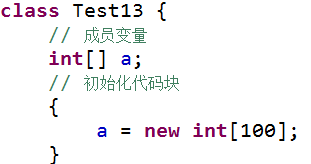 class Test13 {
    // 成员变量
    int[] a;
    // 初始化代码块
    {
        a = new int[100];
    }